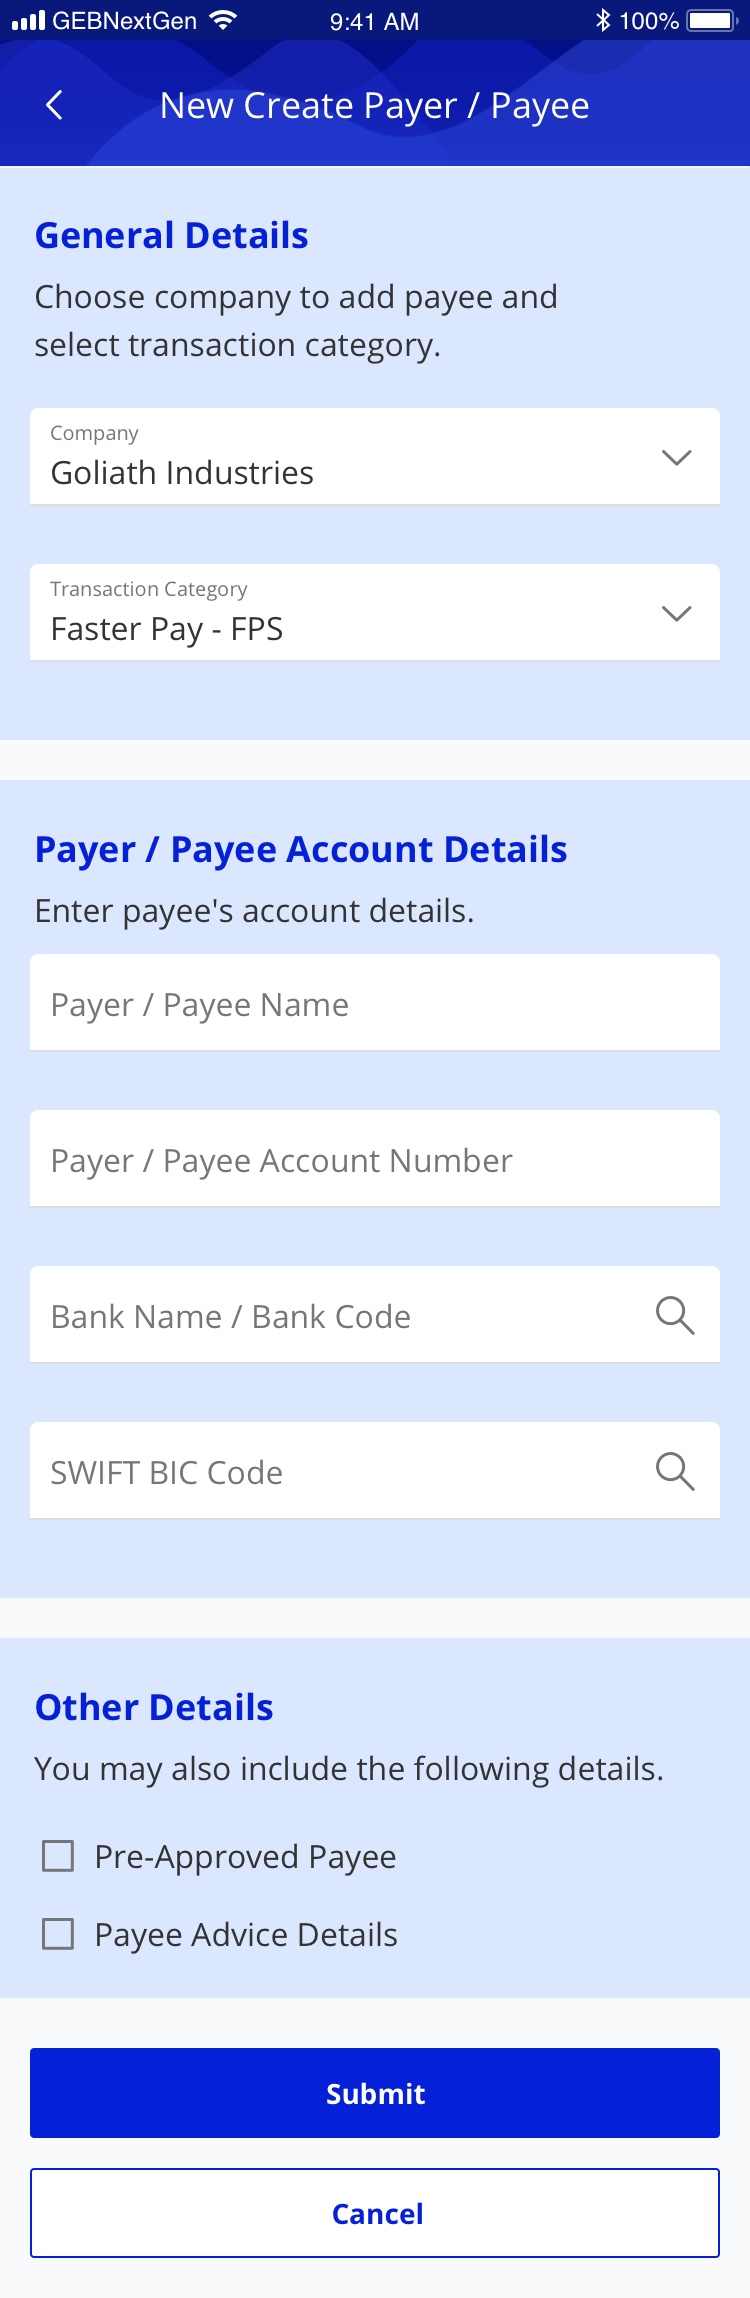 GEBNextGen 9:41 AM 100%
New Create Payer / Payee
General Details
Choose company to add payee and
select transaction category.
Company
Goliath Industries
Transaction Category
Faster Pay - FPS
Payer / Payee Account Details
Enter payee's account details.
Payer / Payee Name
Payer / Payee Account Number
Bank Name / Bank Code
SWIFT BIC Code
Other Details
You may also include the following details.
Pre-Approved Payee
Payee Advice Details
Submit
Cancel